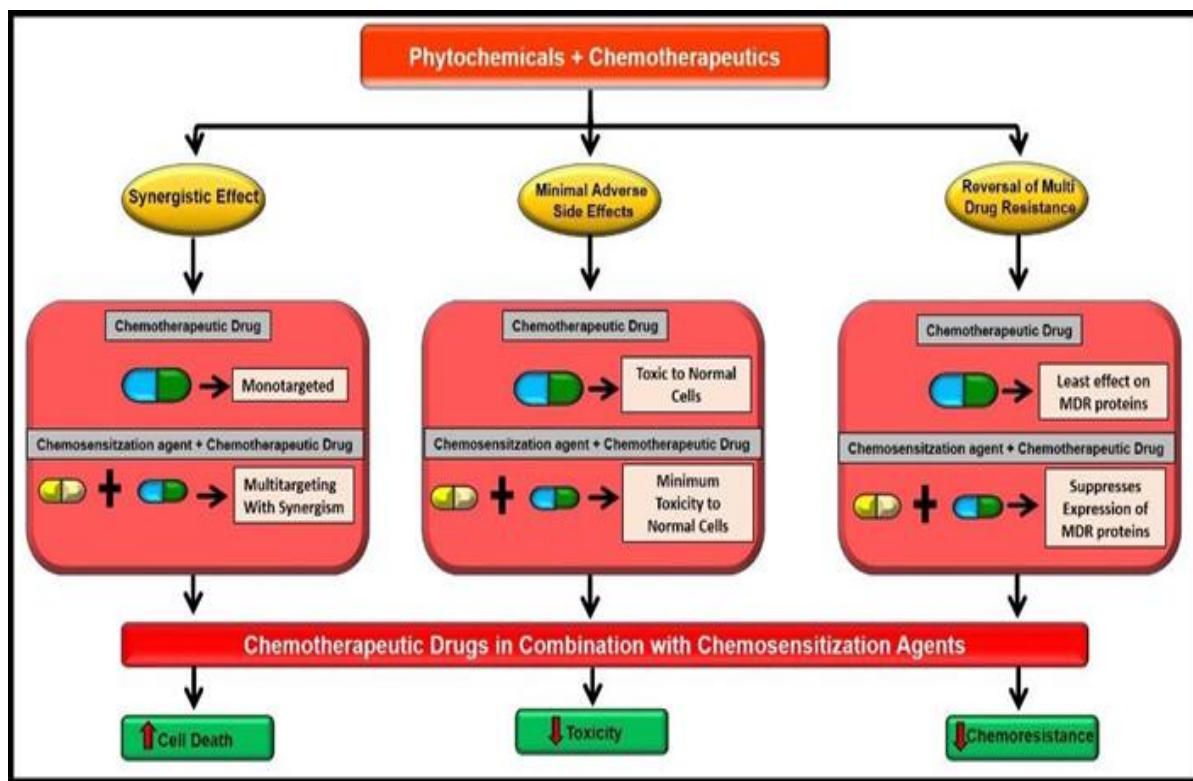 Phytochemicals + Chemotherapeutics
Synergistic Effect
Minimal Adverse
Side Effects
Reversal of Multi
Drug Resistance
Chemotherapeutic Drug
Monotargeted
Chemosensitzation agent + Chemotherapeutic Drug
Multitargeting
With Synergism
Chemotherapeutic Drug
Toxic to Normal
Cells
Chemosensitzation agent + Chemotherapeutic Drug
Minimum
Toxicity to
Normal Cells
Chemotherapeutic Drug
Least effect on
MDR proteins
Chemosensitzation agent + Chemotherapeutic Drug
Suppresses
Expression of
MDR proteins
Chemotherapeutic Drugs in Combination with Chemosensitization Agents
Cell Death
Toxicity
Chemoresistance